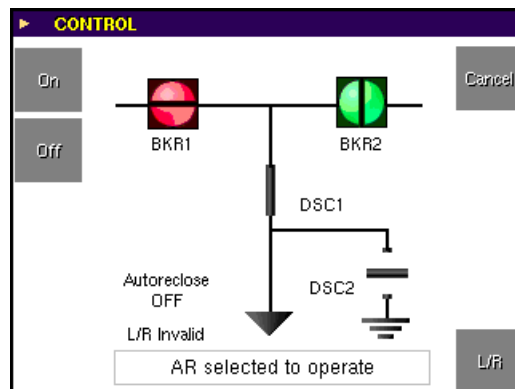 CONTROL
On
Cancel
Off
BKR1
BKR2
DSC1
DSC2
Autoreclose
OFF
L/R Invalid
AR selected to operate
L/R